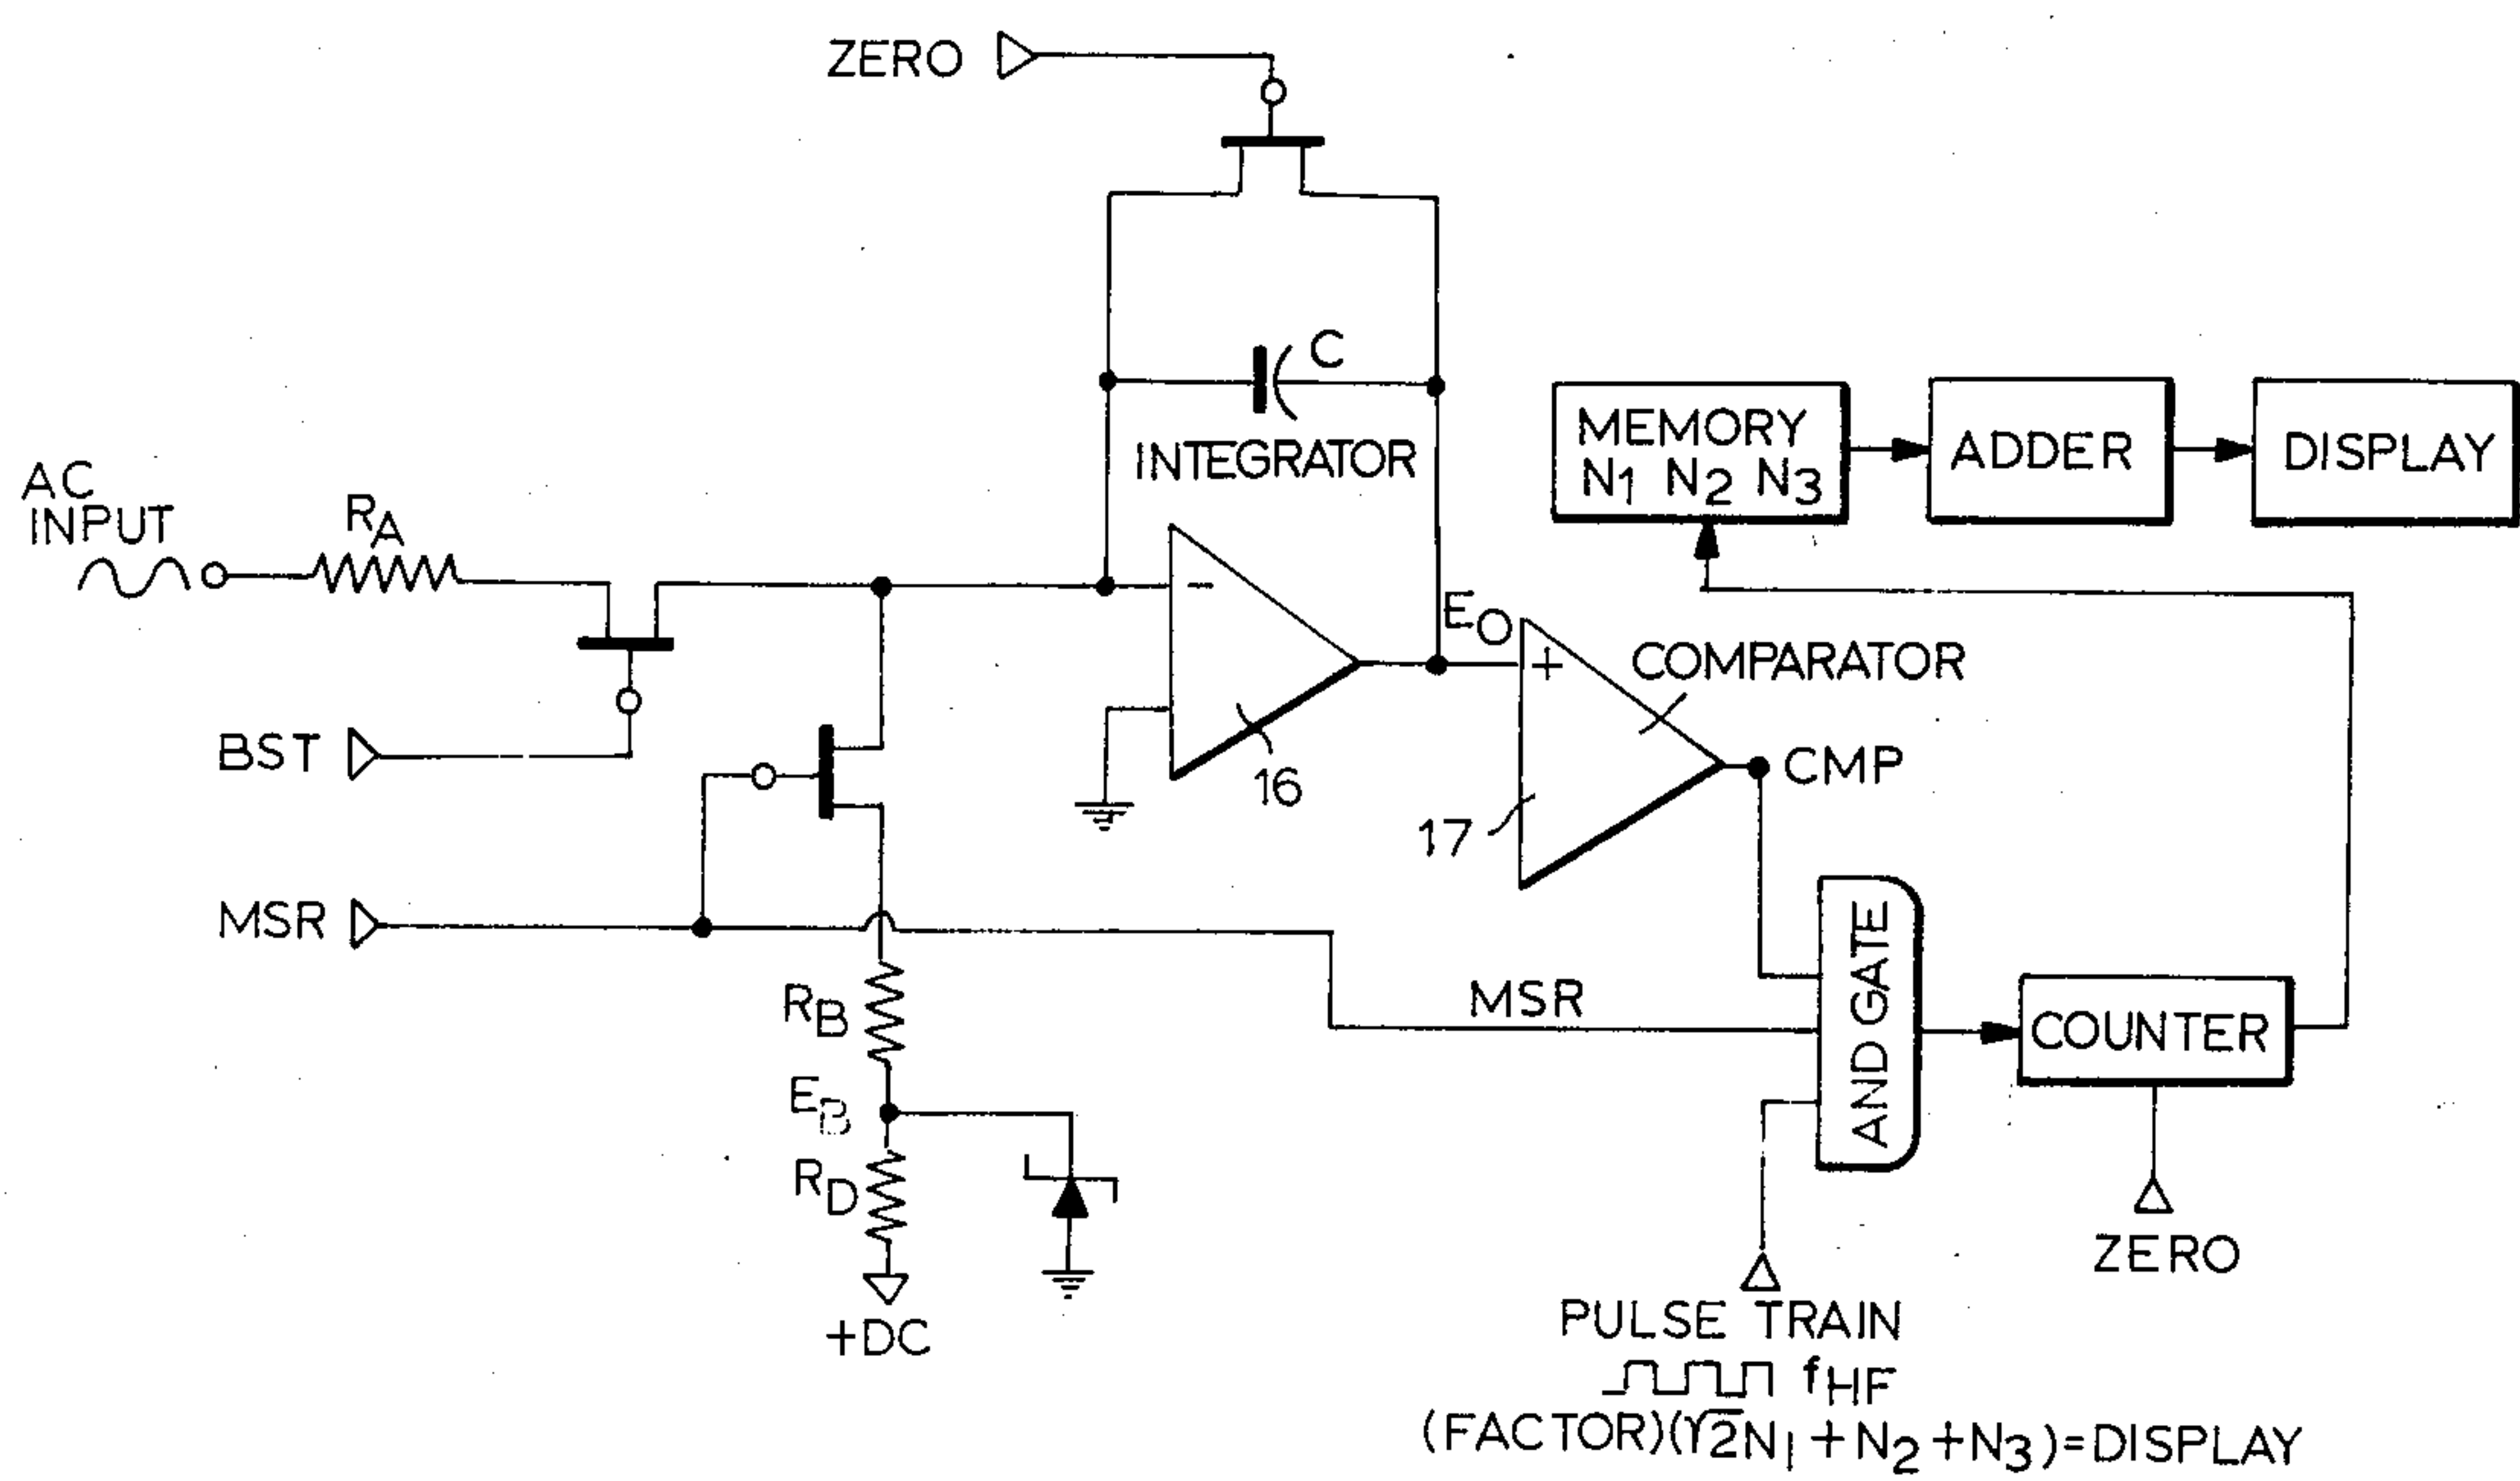 ZERO
C
INTEGRATOR
MEMORY
N1 N2 N3
ADDER
DISPLAY
AC
INPUT
RA
-
EO
+
COMPARATOR
BST
16
CMP
17
MSR
RB
MSR
AND GATE
COUNTER
EB
RD
ZERO
+DC
PULSE TRAIN
fHF
(FACTOR)(√2N1+N2+N3)=DISPLAY